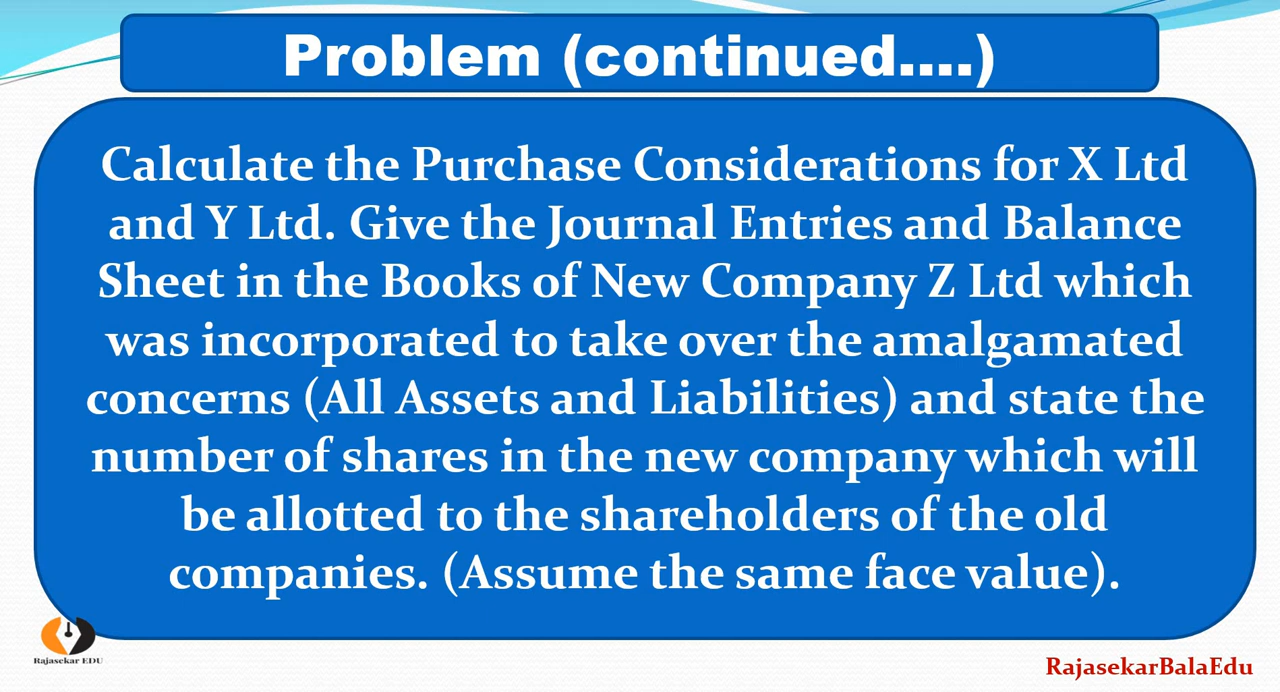 Problem (continued....)
Calculate the Purchase Considerations for X Ltd
and Y Ltd. Give the Journal Entries and Balance
Sheet in the Books of New Company Z Ltd which
was incorporated to take over the amalgamated
concerns (All Assets and Liabilities) and state the
number of shares in the new company which will
be allotted to the shareholders of the old
companies. (Assume the same face value).
Rajasekar EDU
RajasekarBalaEdu